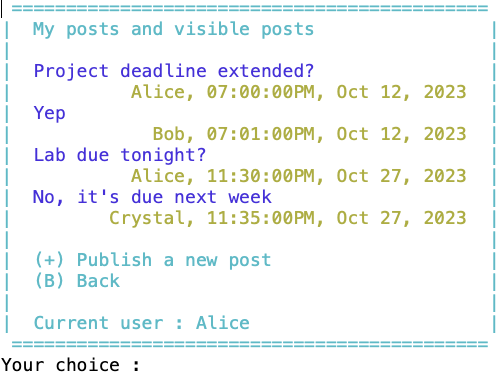 ============================================
| My posts and visible posts |
| |
| Project deadline extended? |
| Alice, 07:00:00PM, Oct 12, 2023 |
| Yep |
| Bob, 07:01:00PM, Oct 12, 2023 |
| Lab due tonight? |
| Alice, 11:30:00PM, Oct 27, 2023 |
| No, it's due next week |
| Crystal, 11:35:00PM, Oct 27, 2023 |
| |
| (+) Publish a new post |
| (B) Back |
| |
| Current user : Alice |
============================================
Your choice :